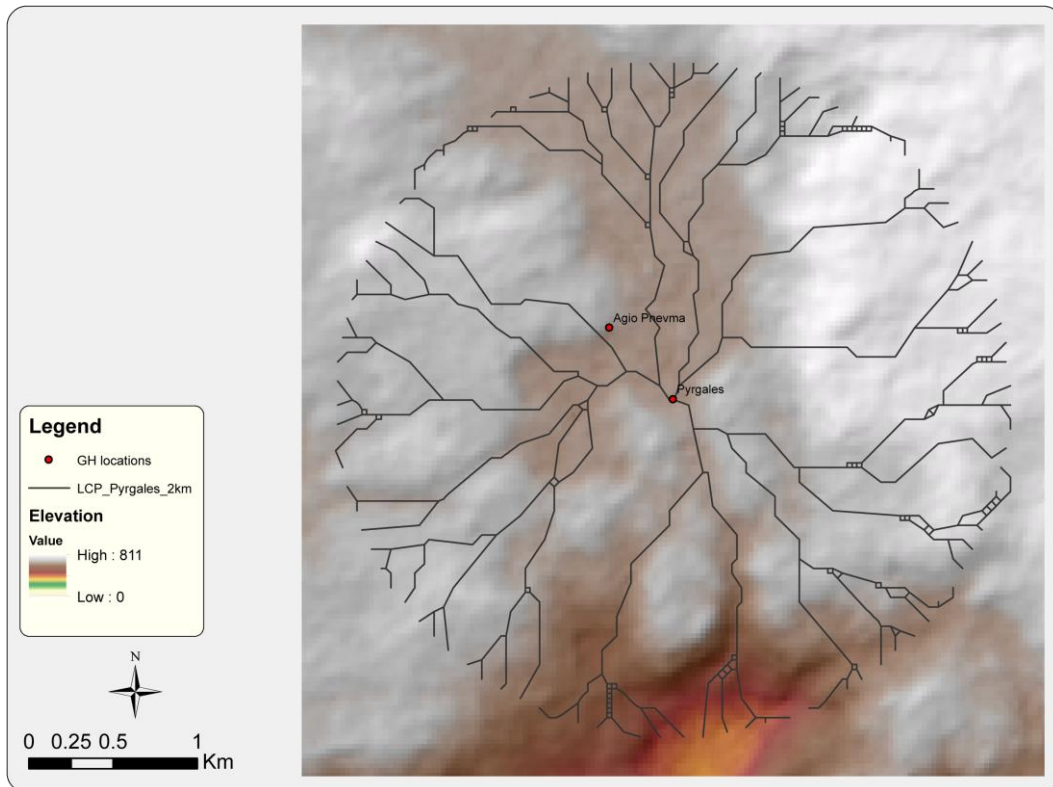 Agio Pnevma
Pyrgales
Legend
GH locations
LCP_Pyrgales_2km
Elevation
Value
High : 811
Low : 0
N
0 0.25 0.5 1
Km